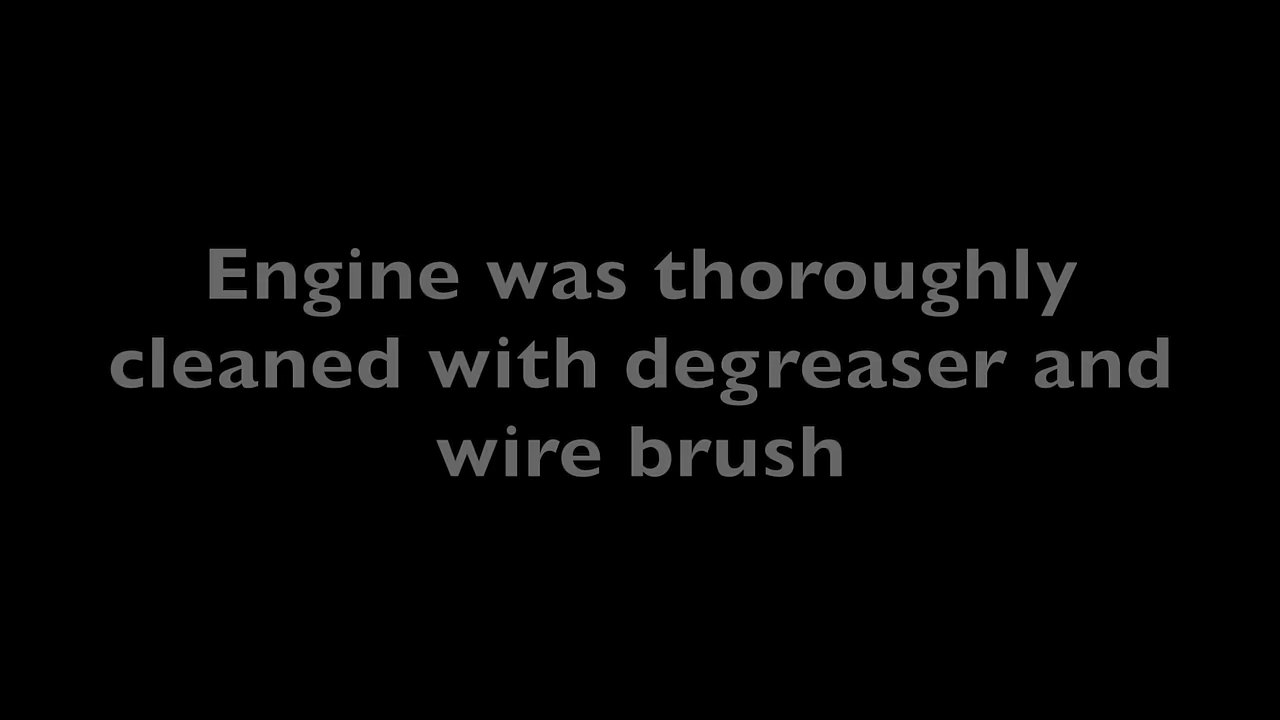 Engine was thoroughly
cleaned with degreaser and
wire brush